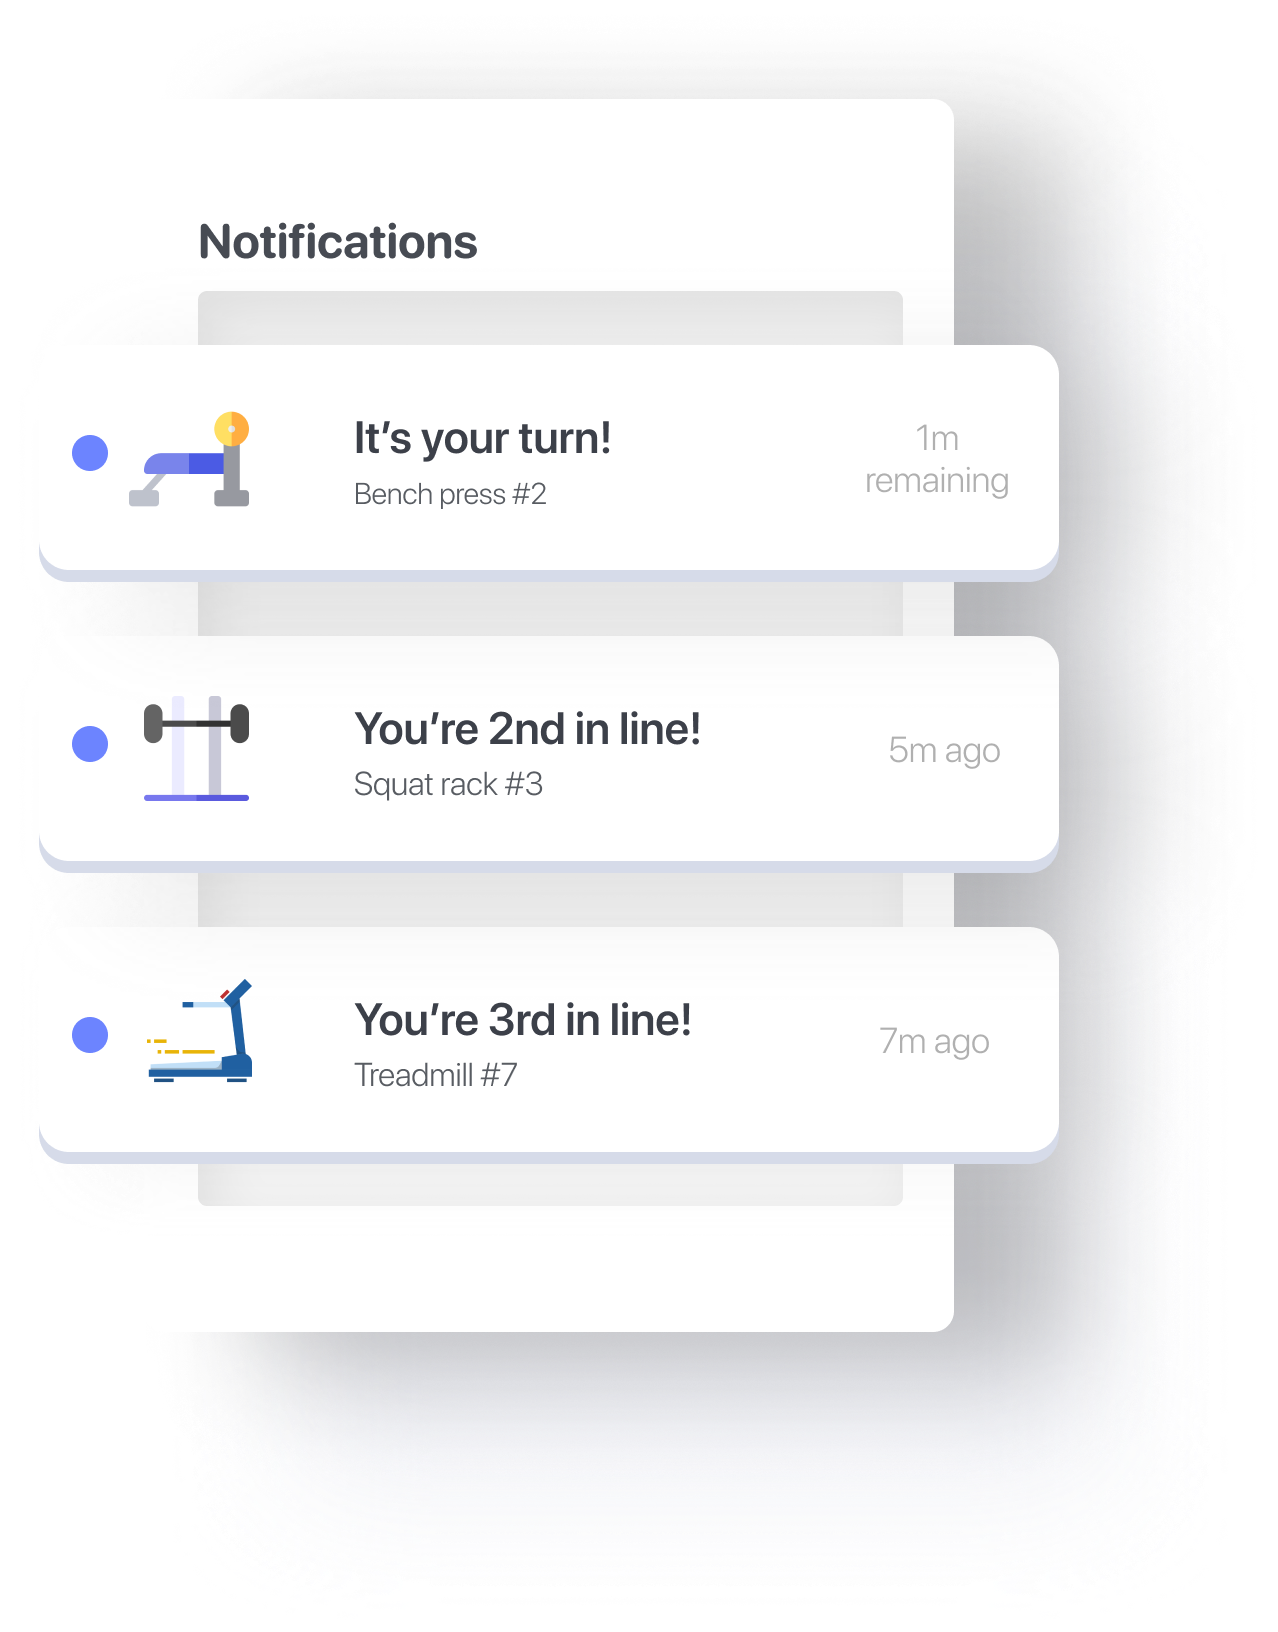 Notifications
It’s your turn!
Bench press #2
1m
remaining
You’re 2nd in line!
Squat rack #3
5m ago
You’re 3rd in line!
Treadmill #7
7m ago